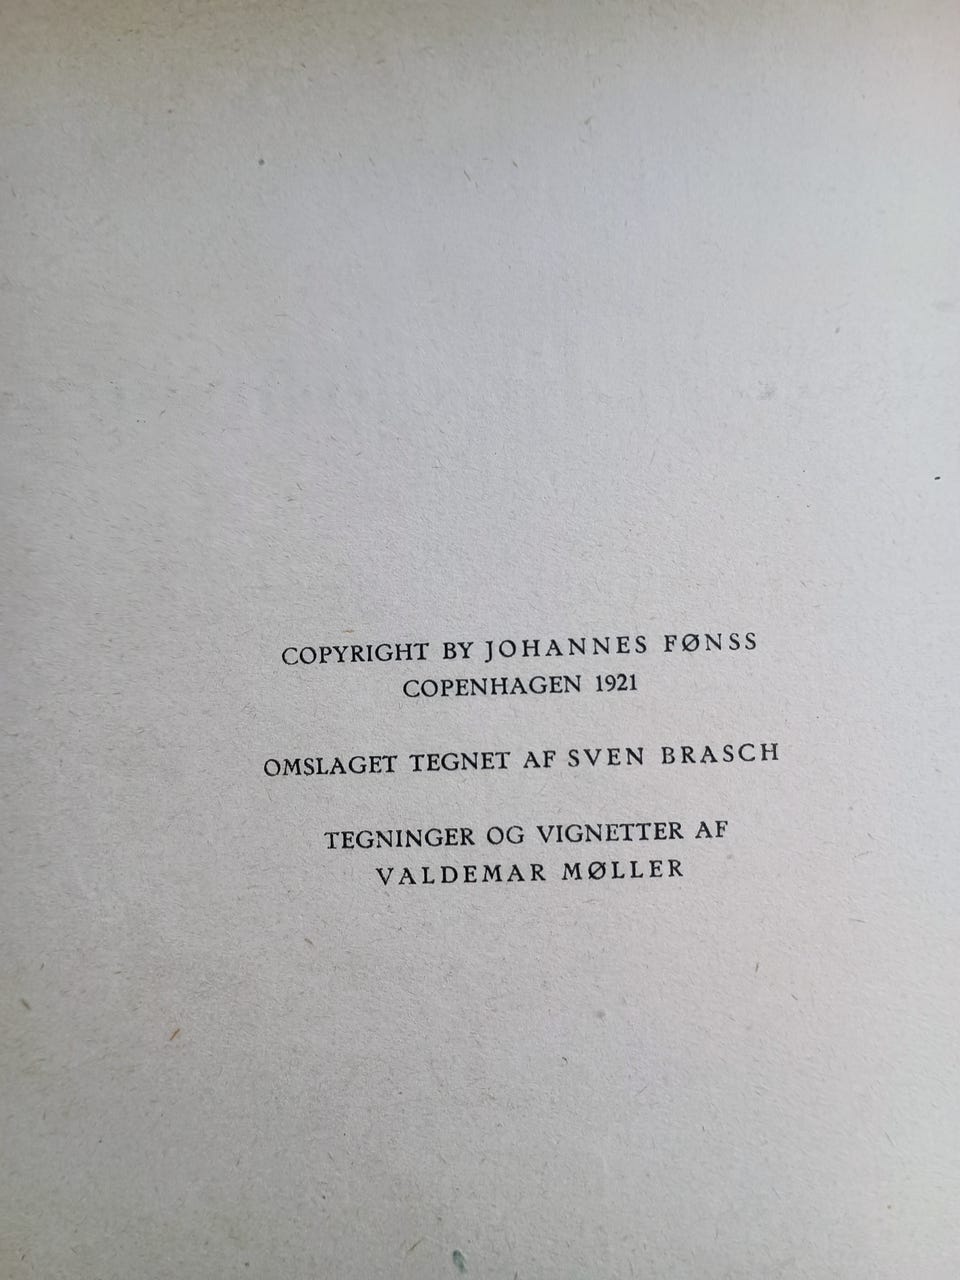 COPYRIGHT BY JOHANNES FØNSS
COPENHAGEN 1921
OMSLAGET TEGNET AF SVEN BRASCH
TEGNINGER OG VIGNETTER AF
VALDEMAR MØLLER